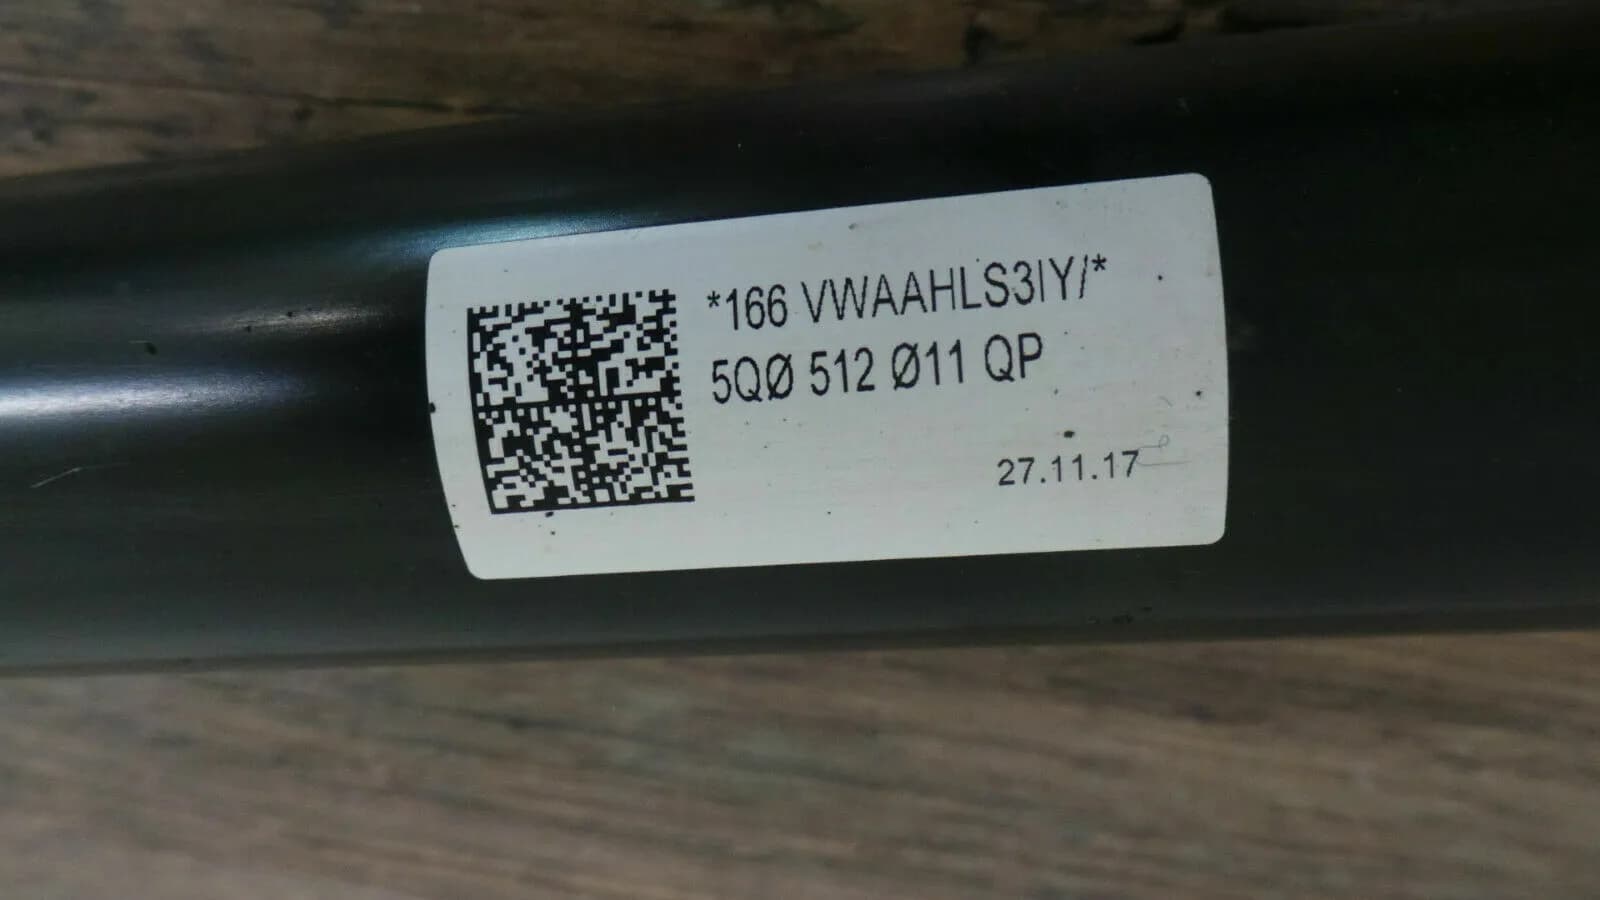 *166 VWAAHLS3IY/*
5QØ 512 Ø11 QP
27.11.17